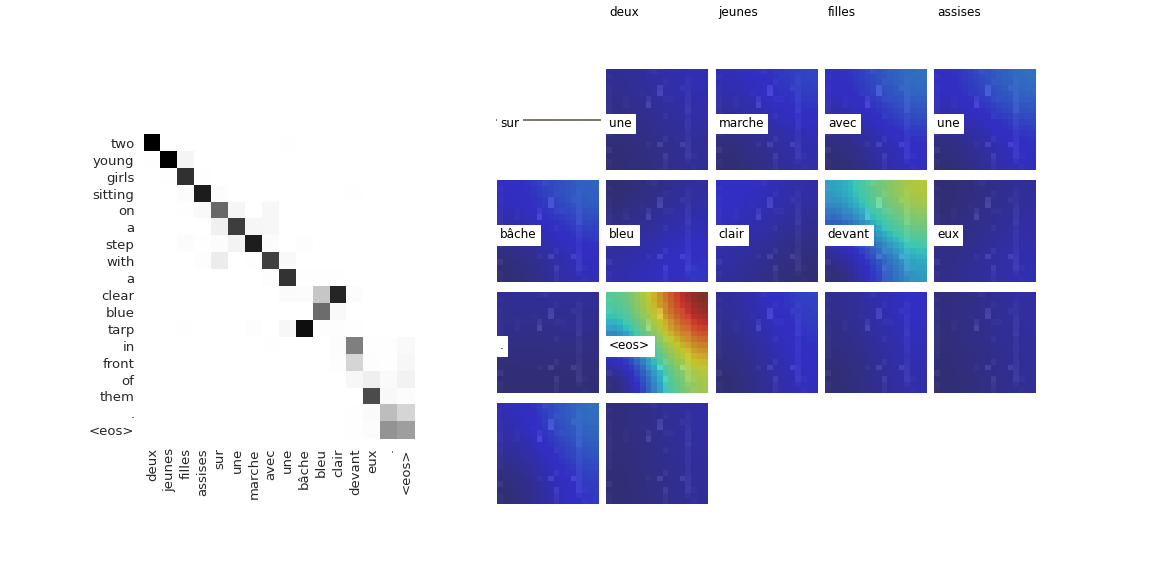 two
young
girls
sitting
on
a
step
with
a
clear
blue
tarp
in
front
of
them
.
<eos>
deux
jeunes
filles
assises
sur
une
marche
avec
une
bâche
bleu
clair
devant
eux
.
<eos>
deux jeunes filles assises
sur une marche avec une
bâche bleu clair devant eux
. <eos>